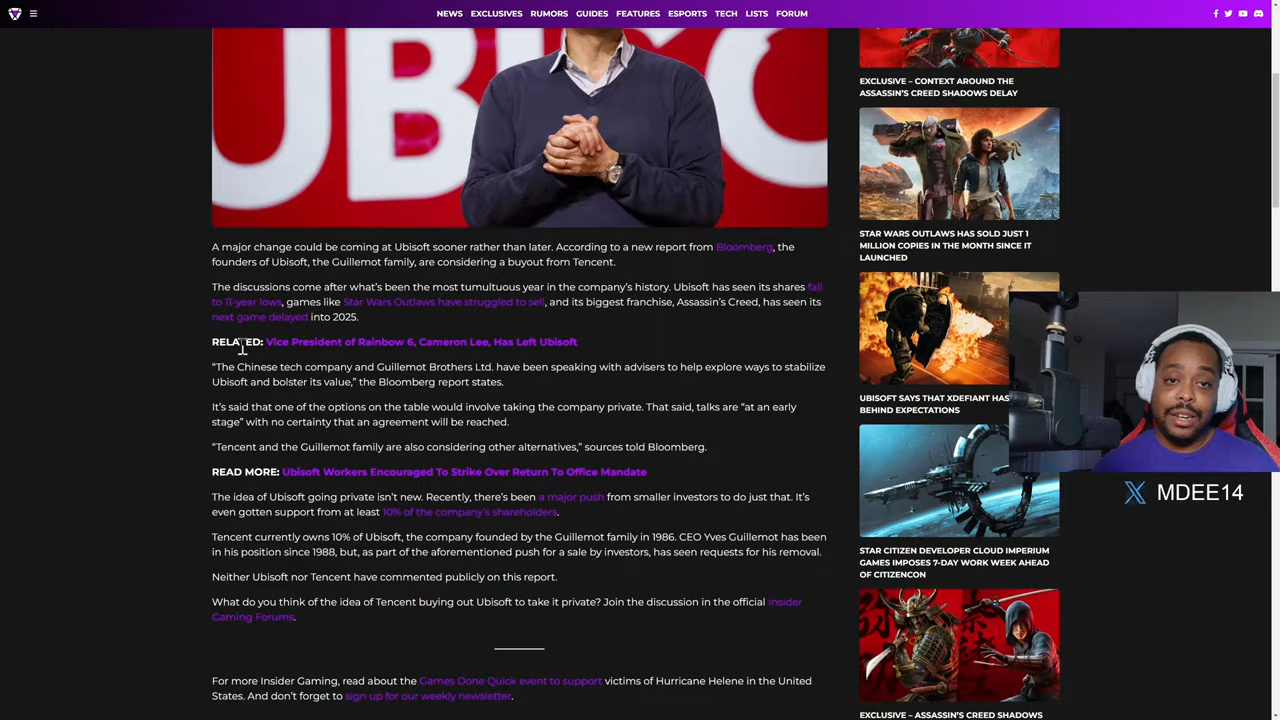 NEWS EXCLUSIVES RUMORS GUIDES FEATURES ESPORTS TECH LISTS FORUM
UBISO
A major change could be coming at Ubisoft sooner rather than later. According to a new report from Bloomberg, the
founders of Ubisoft, the Guillemot family, are considering a buyout from Tencent.
The discussions come after what's been the most tumultuous year in the company's history. Ubisoft has seen its shares fall
to 11-year lows, games like Star Wars Outlaws have struggled to sell, and its biggest franchise, Assassin's Creed, has seen its
next game delayed into 2025.
RELATED: Vice President of Rainbow 6, Cameron Lee, Has Left Ubisoft
“The Chinese tech company and Guillemot Brothers Ltd. have been speaking with advisers to help explore ways to stabilize
Ubisoft and bolster its value,” the Bloomberg report states.
It's said that one of the options on the table would involve taking the company private. That said, talks are “at an early
stage” with no certainty that an agreement will be reached.
“Tencent and the Guillemot family are also considering other alternatives,” sources told Bloomberg.
READ MORE: Ubisoft Workers Encouraged To Strike Over Return To Office Mandate
The idea of Ubisoft going private isn't new. Recently, there's been a major push from smaller investors to do just that. It's
even gotten support from at least 10% of the company's shareholders.
Tencent currently owns 10% of Ubisoft, the company founded by the Guillemot family in 1986. CEO Yves Guillemot has been
in his position since 1988, but, as part of the aforementioned push for a sale by investors, has seen requests for his removal.
Neither Ubisoft nor Tencent have commented publicly on this report.
What do you think of the idea of Tencent buying out Ubisoft to take it private? Join the discussion in the official Insider
Gaming Forums.
For more Insider Gaming, read about the Games Done Quick event to support victims of Hurricane Helene in the United
States. And don't forget to sign up for our weekly newsletter.
EXCLUSIVE – CONTEXT AROUND THE
ASSASSIN'S CREED SHADOWS DELAY
STAR WARS OUTLAWS HAS SOLD JUST 1
MILLION COPIES IN THE MONTH SINCE IT
LAUNCHED
UBISOFT SAYS THAT XDEFIANT HAS
BEHIND EXPECTATIONS
STAR CITIZEN DEVELOPER CLOUD IMPERIUM
GAMES IMPOSES 7-DAY WORK WEEK AHEAD
OF CITIZENCON
EXCLUSIVE – ASSASSIN'S CREED SHADOWS
MDEE14